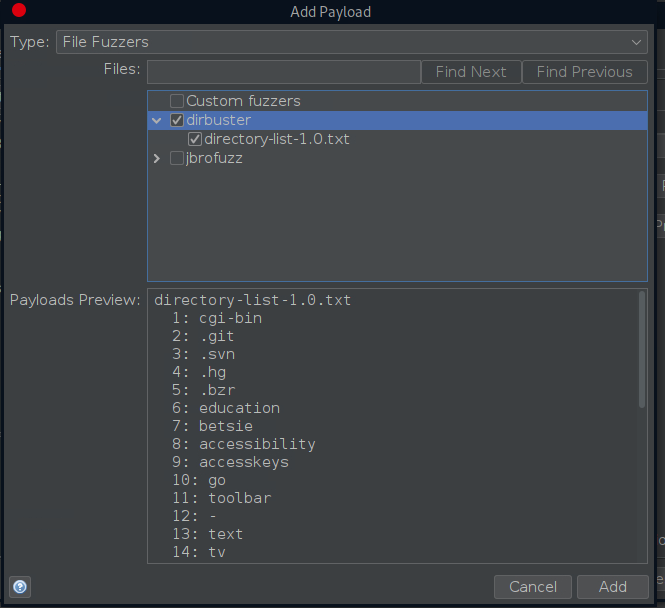 Add Payload
Type: File Fuzzers
Files: Find Next Find Previous
Custom fuzzers
dirbuster
directory-list-1.0.txt
jbrofuzz
Payloads Preview: directory-list-1.0.txt
1: cgi-bin
2: .git
3: .svn
4: .hg
5: .bzr
6: education
7: betsie
8: accessibility
9: accesskeys
10: go
11: toolbar
12: -
13: text
14: tv
Cancel Add